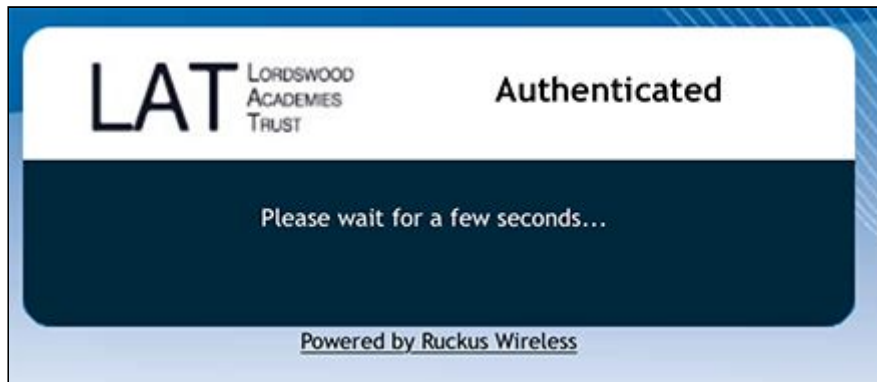 LAT
LORDSWOOD
ACADEMIES
TRUST
Authenticated
Please wait for a few seconds...
Powered by Ruckus Wireless